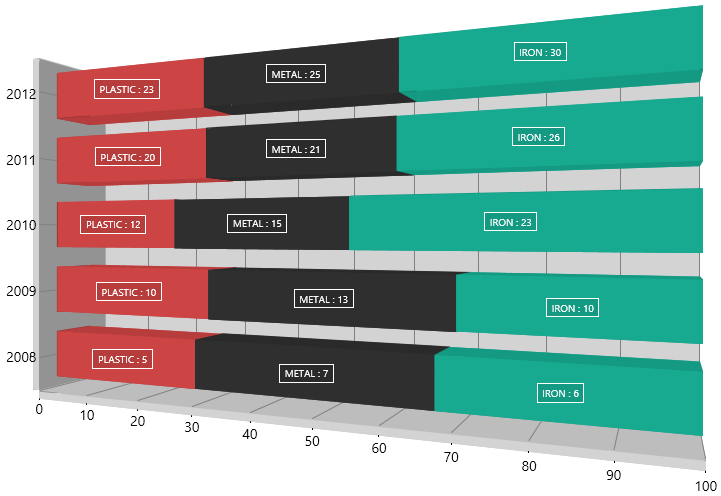 2012
PLASTIC : 23
METAL : 25
IRON : 30
2011
PLASTIC : 20
METAL : 21
IRON : 26
2010
PLASTIC : 12
METAL : 15
IRON : 23
2009
PLASTIC : 10
METAL : 13
IRON : 10
2008
PLASTIC : 5
METAL : 7
IRON : 6
0 10 20 30 40 50 60 70 80 90 100